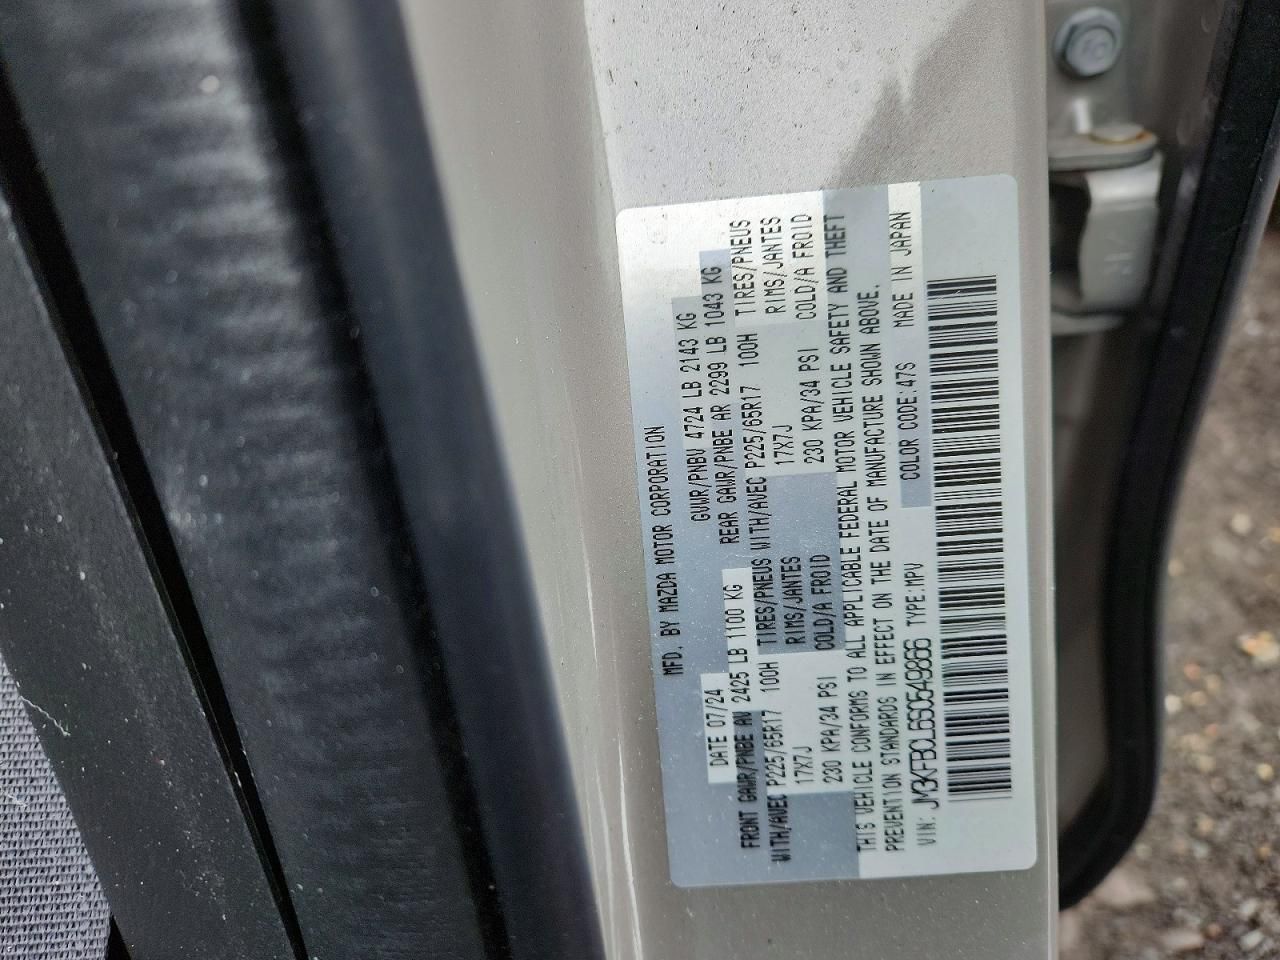 MFD. BY MAZDA MOTOR CORPORATION
DATE 07/24 GVWR/PNBV 4724 LB 2143 KG
FRONT GAWR/PNBE AV 2425 LB 1100 KG REAR GAWR/PNBE AR 2299 LB 1043 KG
WITH/AVEC P225/65R17 100H TIRES/PNEUS WITH/AVEC P225/65R17 100H TIRES/PNEUS
17X7J RIMS/JANTES 17X7J RIMS/JANTES
230 KPA/34 PSI COLD/A FROID 230 KPA/34 PSI COLD/A FROID
THIS VEHICLE CONFORMS TO ALL APPLICABLE FEDERAL MOTOR VEHICLE SAFETY AND THEFT
PREVENTION STANDARDS IN EFFECT ON THE DATE OF MANUFACTURE SHOWN ABOVE.
VIN: JM3KFBCL6S0549866 TYPE:MPV COLOR CODE:47S MADE IN JAPAN